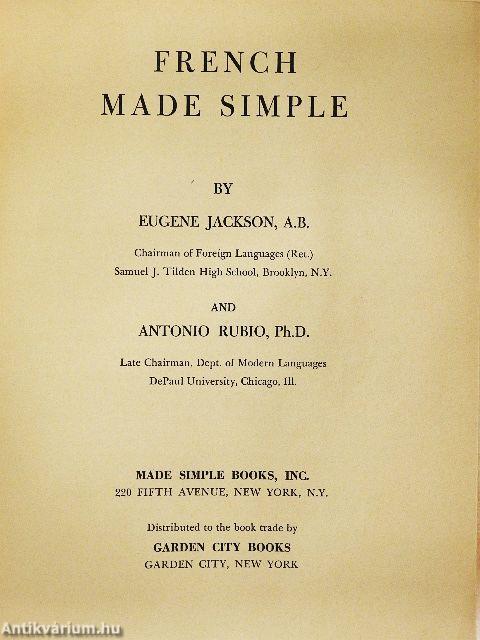 FRENCH
MADE SIMPLE
BY
EUGENE JACKSON, A.B.
Chairman of Foreign Languages (Ret.)
Samuel J. Tilden High School, Brooklyn, N.Y.
AND
ANTONIO RUBIO, Ph.D.
Late Chairman, Dept. of Modern Languages
DePaul University, Chicago, Ill.
MADE SIMPLE BOOKS, INC.
220 FIFTH AVENUE, NEW YORK, N.Y.
Distributed to the book trade by
GARDEN CITY BOOKS
GARDEN CITY, NEW YORK
Antikvárium.hu